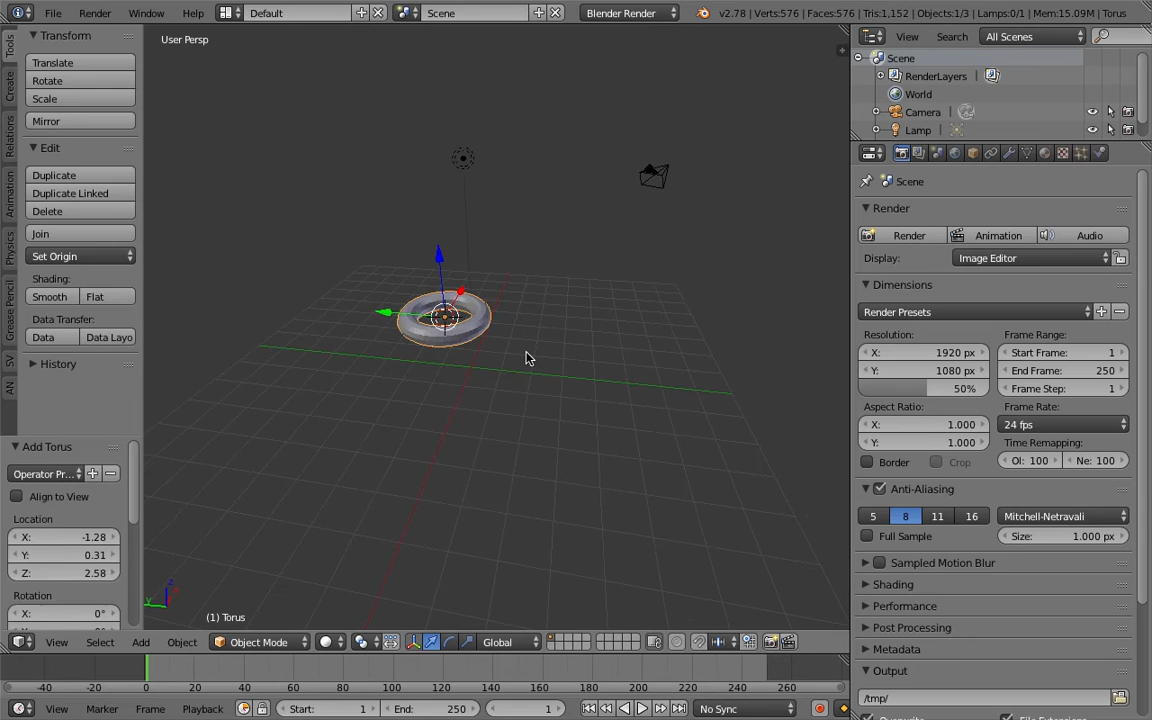 File Render Window Help Default Scene Blender Render v2.78 | Verts:576 | Faces:576 | Tris:1,152 | Objects:1/3 | Lamps:0/1 | Mem:15.09M | Torus
Tools
Create
Relations
Animation
Physics
Grease Pencil
SV
AN
Transform
Translate
Rotate
Scale
Mirror
Edit
Duplicate
Duplicate Linked
Delete
Join
Set Origin
Shading:
Smooth Flat
Data Transfer:
Data Data Layo
History
Add Torus
Operator Pr...
Align to View
Location
X: -1.28
Y: 0.31
Z: 2.58
Rotation
X: 0°
User Persp
(1) Torus
View Select Add Object Object Mode Global
-40 -20 0 20 40 60 80 100 120 140 160 180 200 220 240 260
View Marker Frame Playback Start: 1 End: 250 1 No Sync
View Search All Scenes
Scene
RenderLayers
World
Camera
Lamp
Scene
Render
Render Animation Audio
Display: Image Editor
Dimensions
Render Presets
Resolution: Frame Range:
X: 1920 px Start Frame: 1
Y: 1080 px End Frame: 250
50% Frame Step: 1
Aspect Ratio: Frame Rate:
X: 1.000 24 fps
Y: 1.000 Time Remapping:
Border Crop Ol: 100 Ne: 100
Anti-Aliasing
5 8 11 16 Mitchell-Netravali
Full Sample Size: 1.000 px
Sampled Motion Blur
Shading
Performance
Post Processing
Metadata
Output
/tmp/